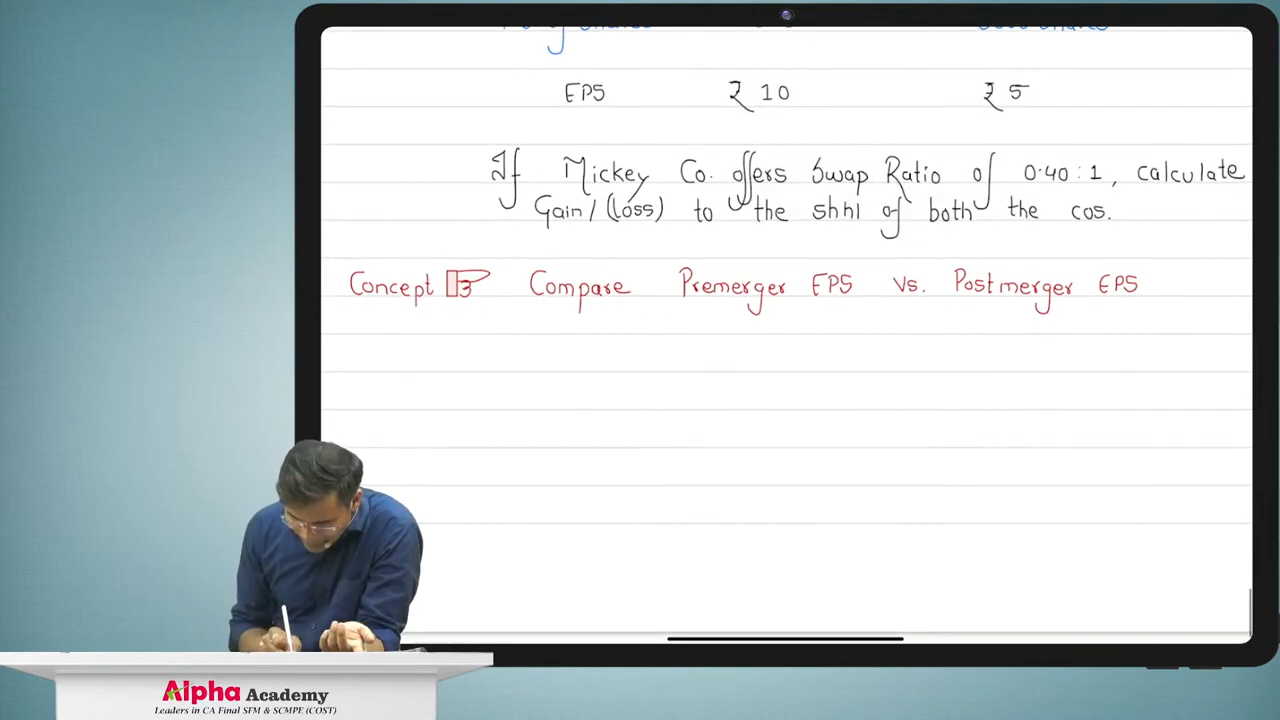 EPS ₹ 10 ₹ 5
If Mickey Co. offers Swap Ratio of 0.40 : 1, calculate
Gain/(loss) to the shhl of both the cos.
Concept Compare Premerger EPS Vs. Postmerger EPS
Alpha Academy
Leaders in CA Final SFM & SCMPE (COST)